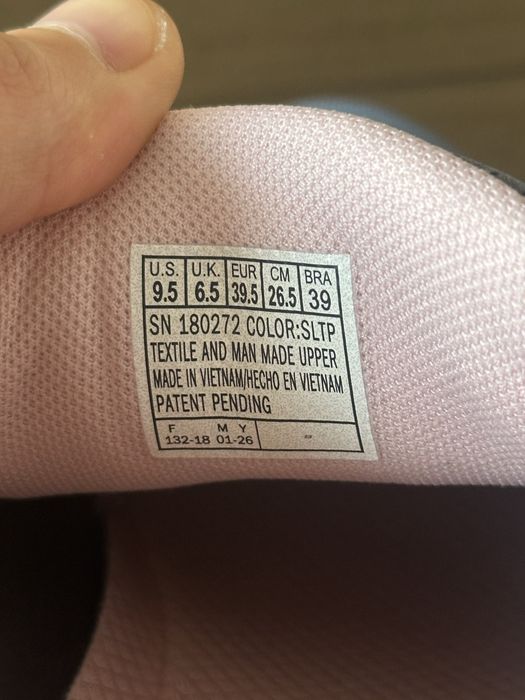 U.S. U.K. EUR CM BRA
9.5 6.5 39.5 26.5 39
SN 180272 COLOR:SLTP
TEXTILE AND MAN MADE UPPER
MADE IN VIETNAM/HECHO EN VIETNAM
PATENT PENDING
F M Y
132-18 01-26